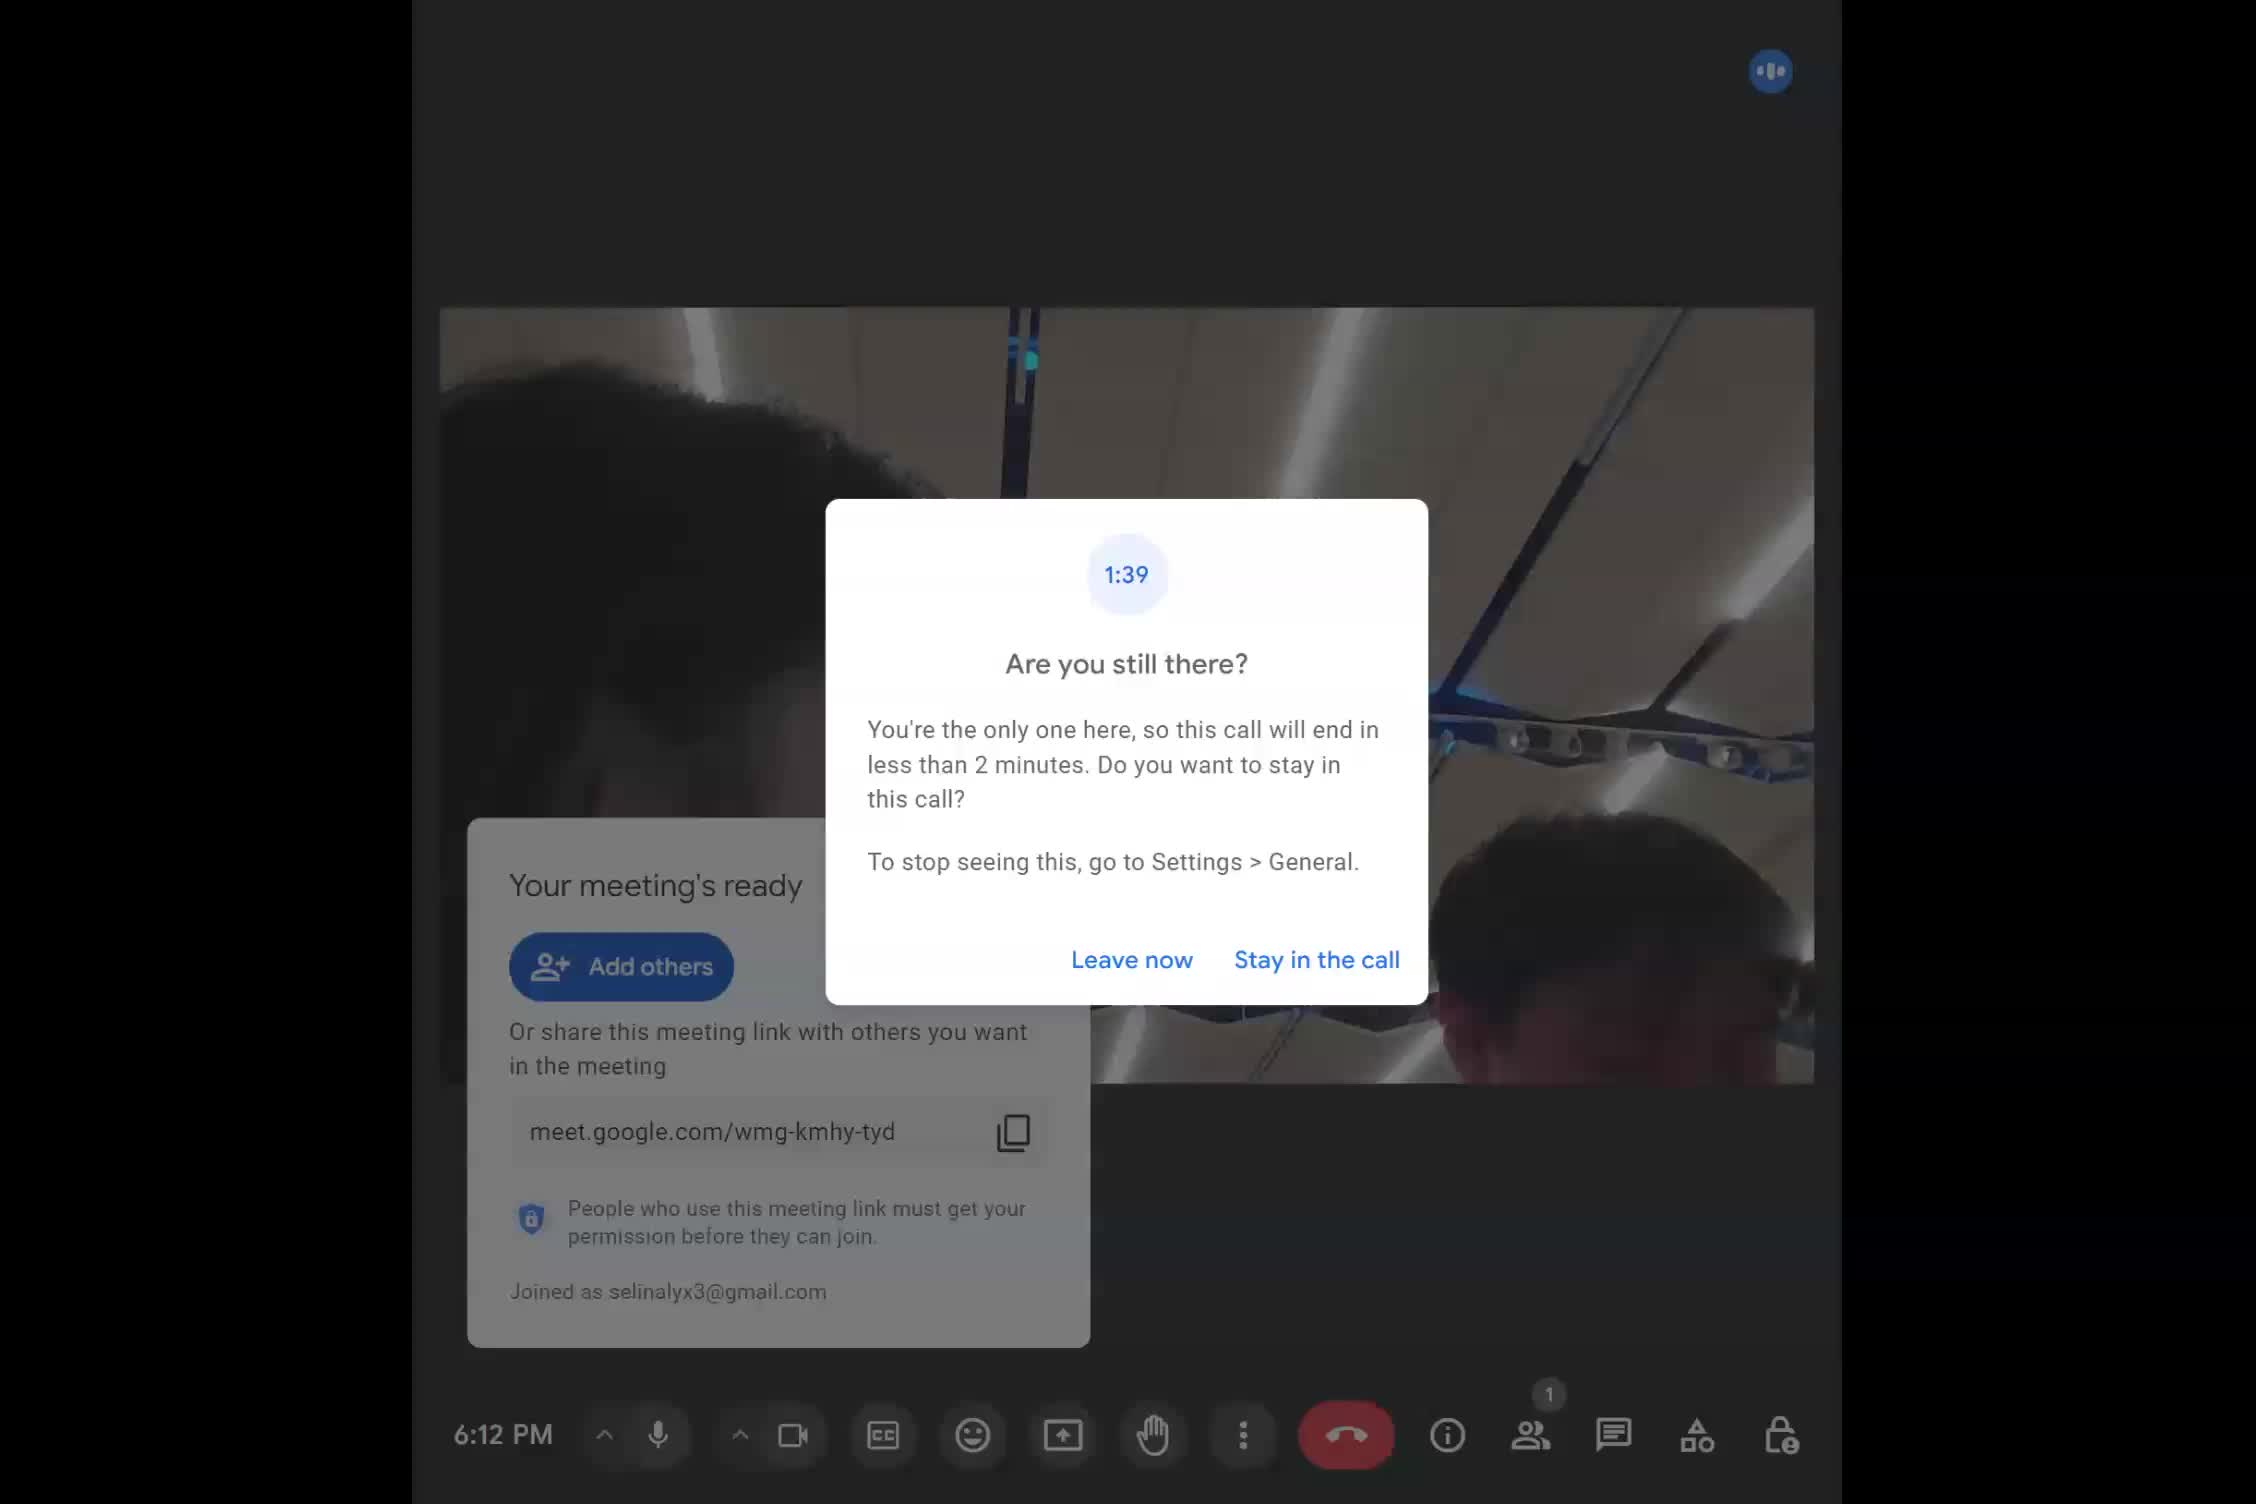 1:39
Are you still there?
You're the only one here, so this call will end in
less than 2 minutes. Do you want to stay in
this call?
To stop seeing this, go to Settings > General.
Leave now
Stay in the call
Your meeting's ready
Add others
Or share this meeting link with others you want
in the meeting
meet.google.com/wmg-kmhy-tyd
People who use this meeting link must get your
permission before they can join.
Joined as selinalyx3@gmail.com
6:12 PM
CC
1